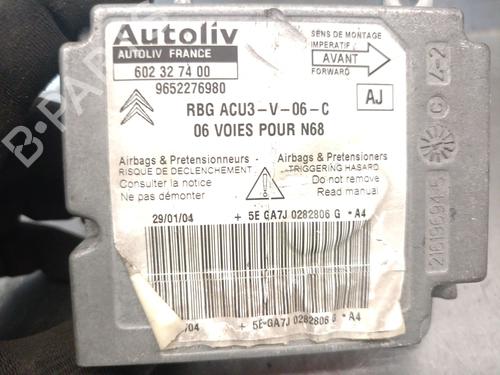 Autoliv
AUTOLIV FRANCE
602 32 74 00
9652276980
SENS DE MONTAGE
IMPERATIF
AVANT
FORWARD
AJ
RBG ACU3-V-06-C
06 VOIES POUR N68
Airbags & Pretensionneurs
RISQUE DE DECLENCHEMENT
Consulter la notice
Ne pas démonter
Airbags & Pretensioners
TRIGGERING HASARD
Do not remove
Read manual
29/01/04
+ 5E GA7J 0282806 G • A4
/04
+ 5E-GA7J 0282806 G • A4